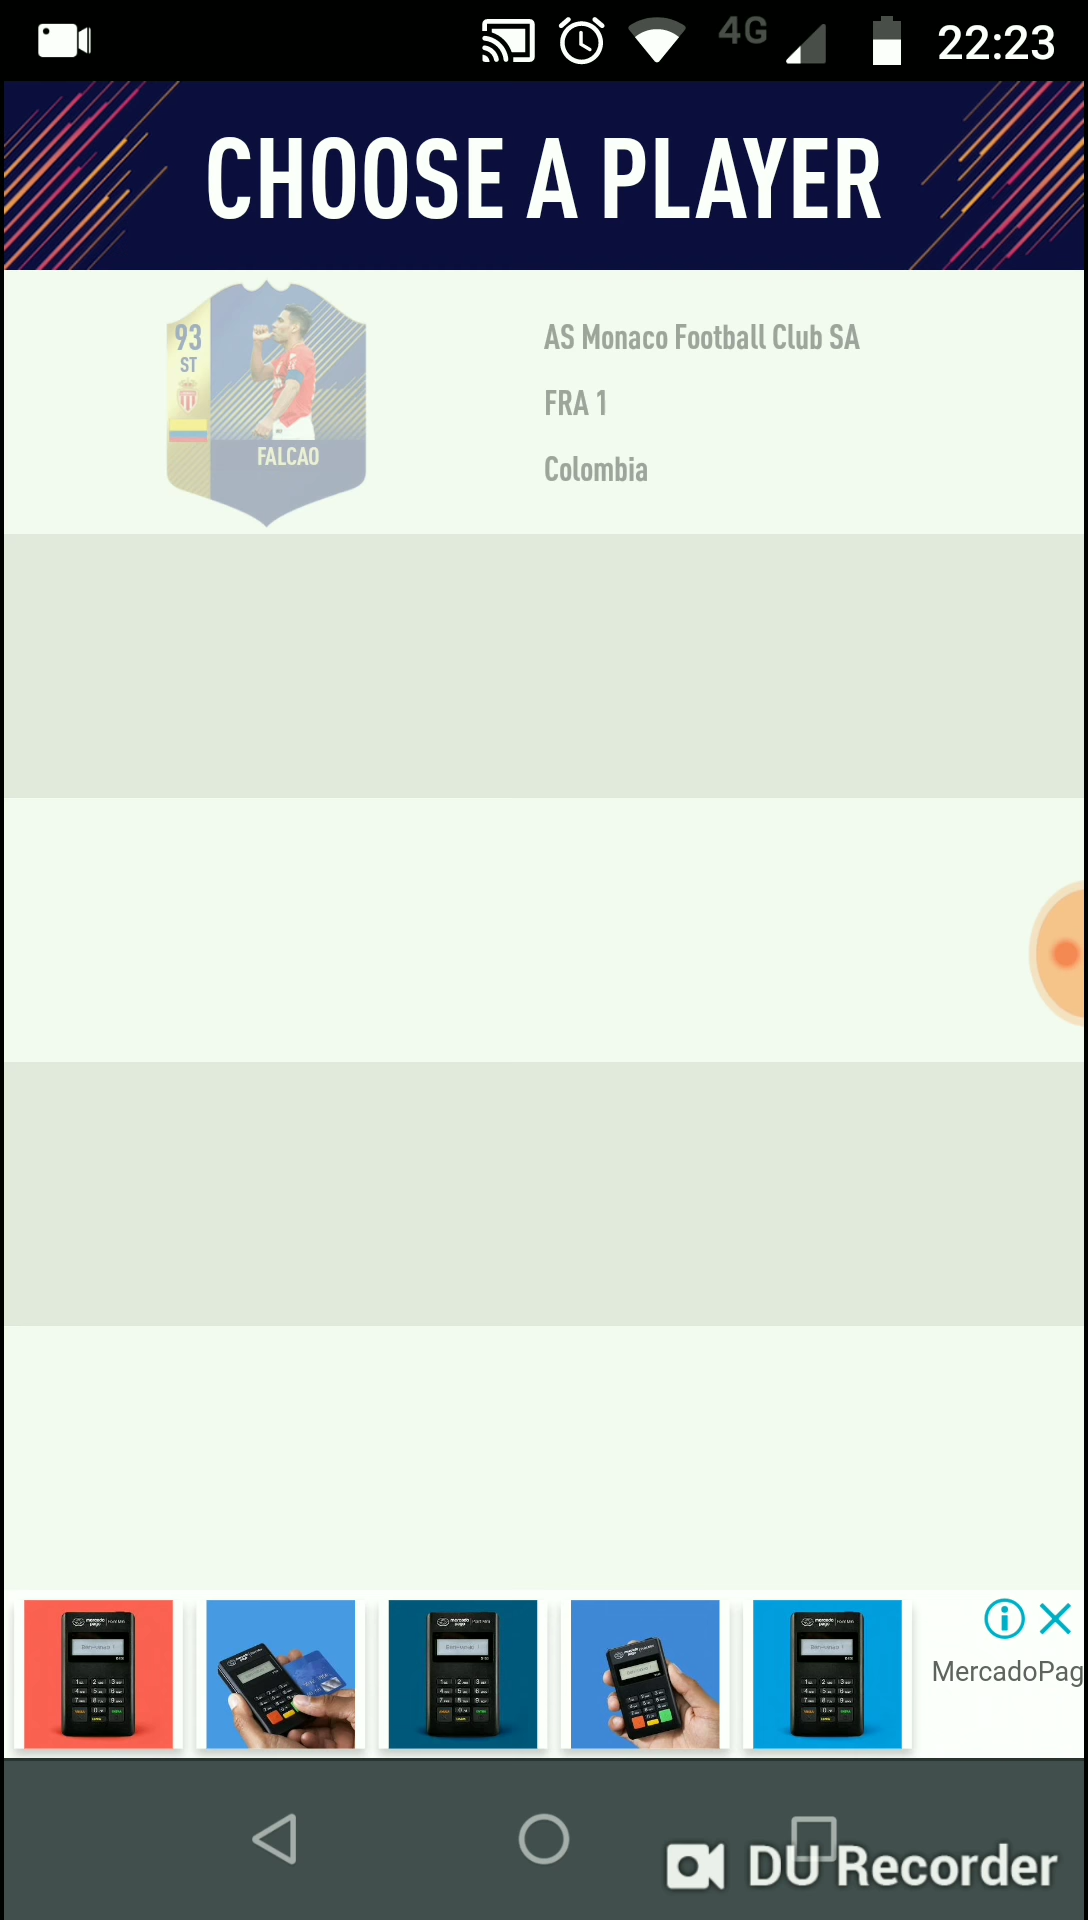 4G 22:23
CHOOSE A PLAYER
93
ST
FALCAO
AS Monaco Football Club SA
FRA 1
Colombia
MercadoPag
DU Recorder